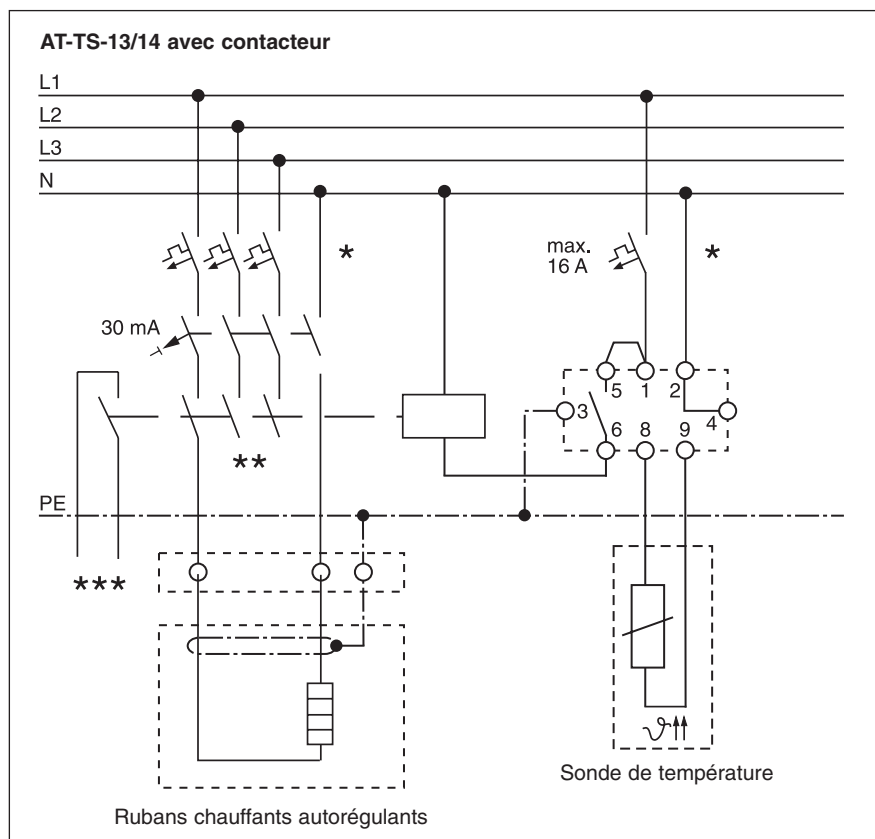 AT-TS-13/14 avec contacteur
L1
L2
L3
N
*
max.
16 A
*
30 mA
5 1 2
3
4
6 8 9
**
PE
***
Sonde de température
Rubans chauffants autorégulants